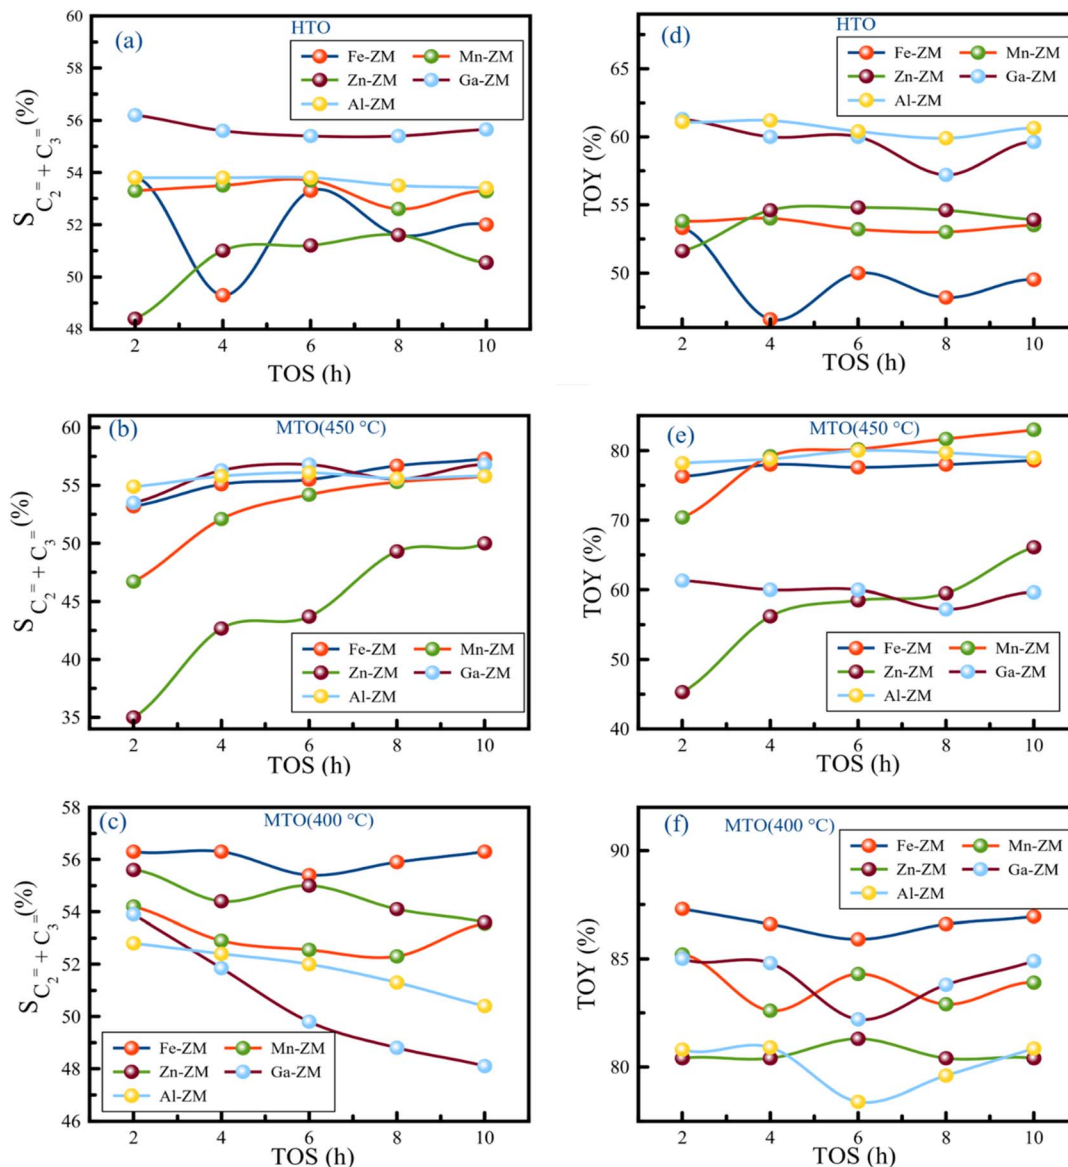 (a)
HTO
Fe-ZM Mn-ZM
Zn-ZM Ga-ZM
Al-ZM
S C2= + C3= (%)
60
58
56
54
52
50
48
2 4 6 8 10
TOS (h)
(d)
HTO
Fe-ZM Mn-ZM
Zn-ZM Ga-ZM
Al-ZM
TOY (%)
65
60
55
50
2 4 6 8 10
TOS (h)
(b)
MTO(450 °C)
S C2= + C3= (%)
60
55
50
45
40
35
Fe-ZM Mn-ZM
Zn-ZM Ga-ZM
Al-ZM
2 4 6 8 10
TOS (h)
(e)
MTO(450 °C)
TOY (%)
80
70
60
50
40
Fe-ZM Mn-ZM
Zn-ZM Ga-ZM
Al-ZM
2 4 6 8 10
TOS (h)
(c)
MTO(400 °C)
S C2= + C3= (%)
58
56
54
52
50
48
46
Fe-ZM Mn-ZM
Zn-ZM Ga-ZM
Al-ZM
2 4 6 8 10
TOS (h)
(f)
MTO(400 °C)
Fe-ZM Mn-ZM
Zn-ZM Ga-ZM
Al-ZM
TOY (%)
90
85
80
2 4 6 8 10
TOS (h)